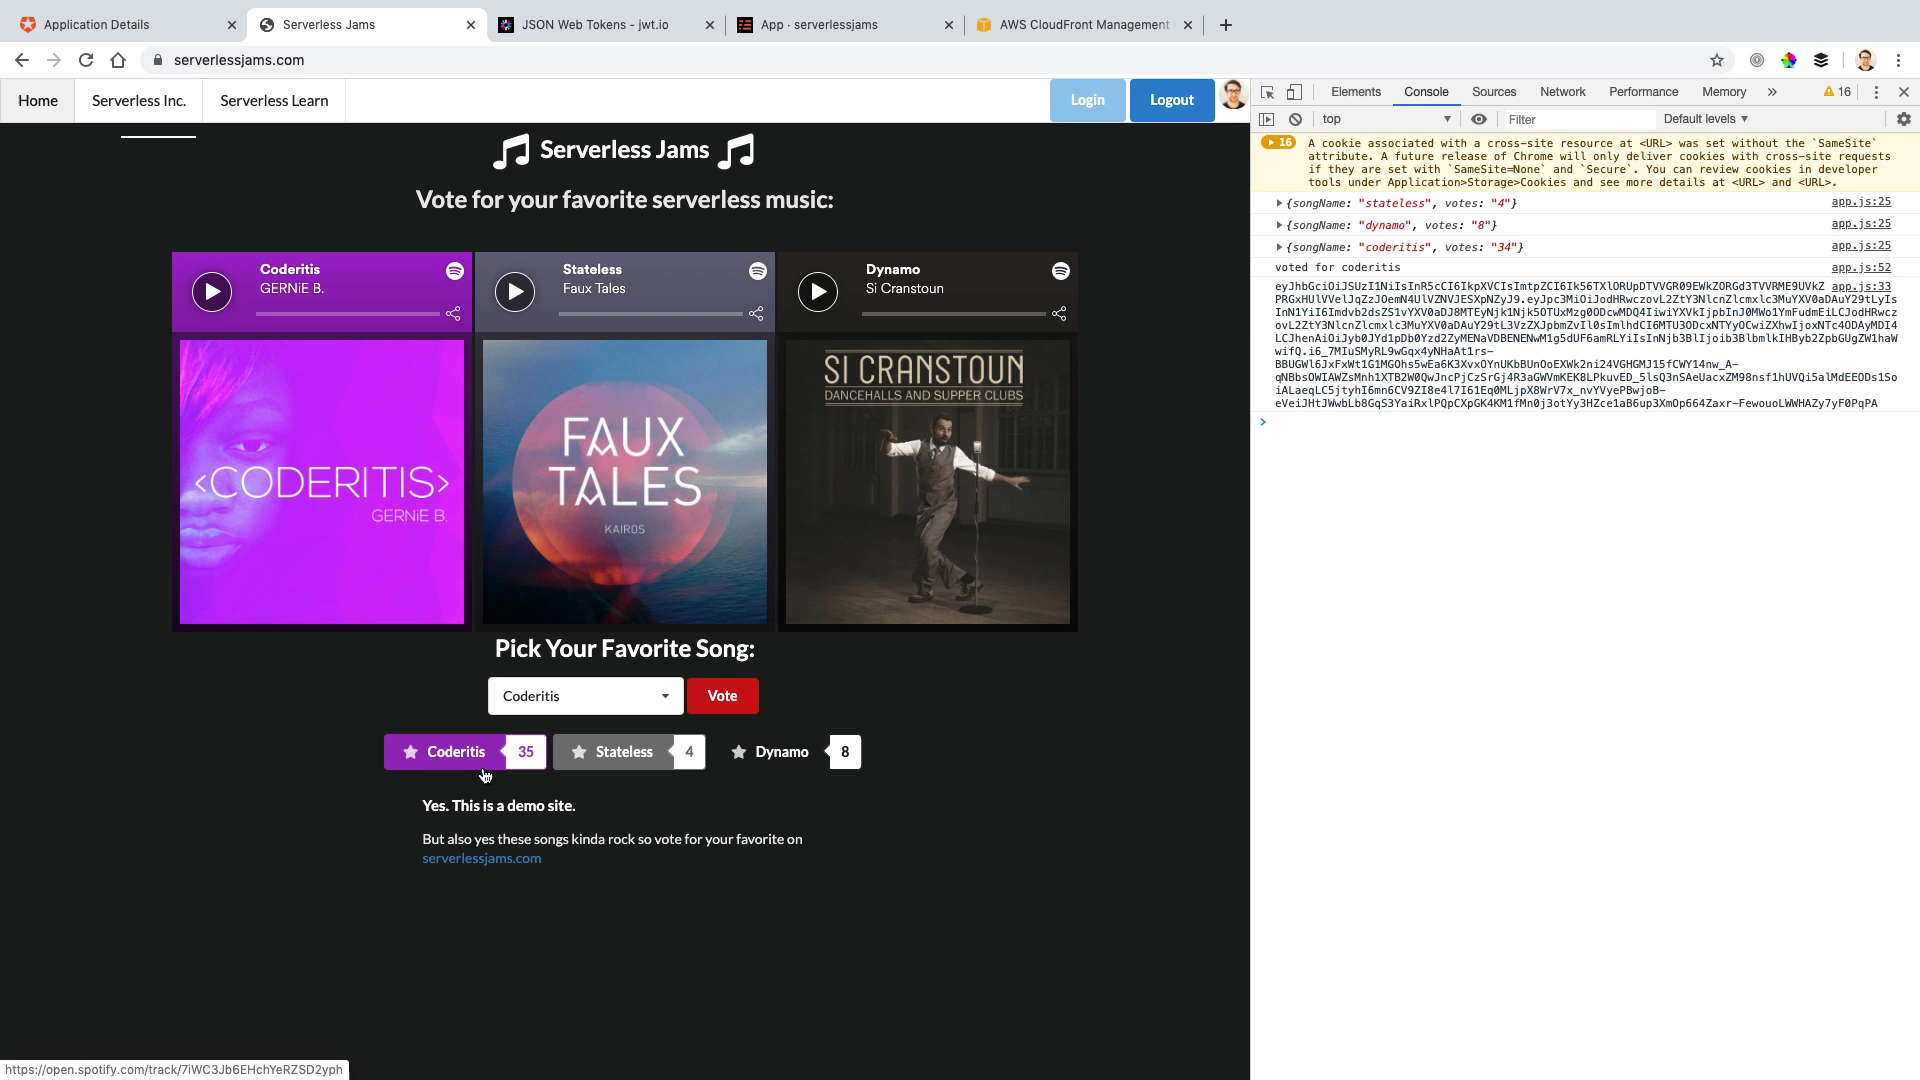 Application Details
Serverless Jams
JSON Web Tokens - jwt.io
App · serverlessjams
AWS CloudFront Management
serverlessjams.com
Home
Serverless Inc.
Serverless Learn
Login
Logout
Elements
Console
Sources
Network
Performance
Memory
16
top
Filter
Default levels
16
A cookie associated with a cross-site resource at <URL> was set without the `SameSite`
attribute. A future release of Chrome will only deliver cookies with cross-site requests
if they are set with `SameSite=None` and `Secure`. You can review cookies in developer
tools under Application>Storage>Cookies and see more details at <URL> and <URL>.
{songName: "stateless", votes: "4"}
app.js:25
{songName: "dynamo", votes: "8"}
app.js:25
{songName: "coderitis", votes: "34"}
app.js:25
voted for coderitis
app.js:52
app.js:33
Serverless Jams
Vote for your favorite serverless music:
Coderitis
GERNiE B.
Stateless
Faux Tales
Dynamo
Si Cranstoun
<CODERITIS>
GERNiE B.
FAUX
TALES
KAIROS
SI CRANSTOUN
DANCEHALLS AND SUPPER CLUBS
Pick Your Favorite Song:
Coderitis
Vote
Coderitis
35
Stateless
4
Dynamo
8
Yes. This is a demo site.
But also yes these songs kinda rock so vote for your favorite on
serverlessjams.com
https://open.spotify.com/track/7iWC3Jb6EHchYeRZSD2yph